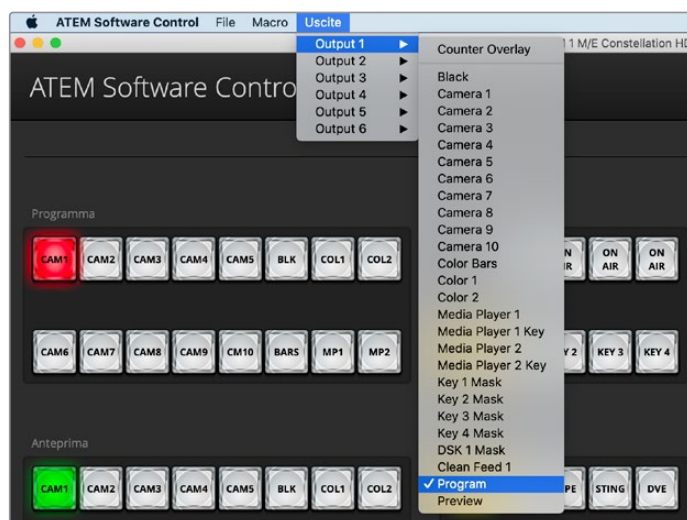 ATEM Software Control File Macro Uscite
1 M/E Constellation HD
Output 1
Output 2
Output 3
Output 4
Output 5
Output 6
Counter Overlay
Black
Camera 1
Camera 2
Camera 3
Camera 4
Camera 5
Camera 6
Camera 7
Camera 8
Camera 9
Camera 10
Color Bars
Color 1
Color 2
Media Player 1
Media Player 1 Key
Media Player 2
Media Player 2 Key
Key 1 Mask
Key 2 Mask
Key 3 Mask
Key 4 Mask
DSK 1 Mask
Clean Feed 1
✓ Program
Preview
ATEM Software Contro
Programma
CAM1 CAM2 CAM3 CAM4 CAM5 BLK COL1 COL2
ON AIR ON AIR
CAM6 CAM7 CAM8 CAM9 CM10 BARS MP1 MP2
Y 2 KEY 3 KEY 4
Anteprima
CAM1 CAM2 CAM3 CAM4 CAM5 BLK COL1 COL2
PE STING DVE